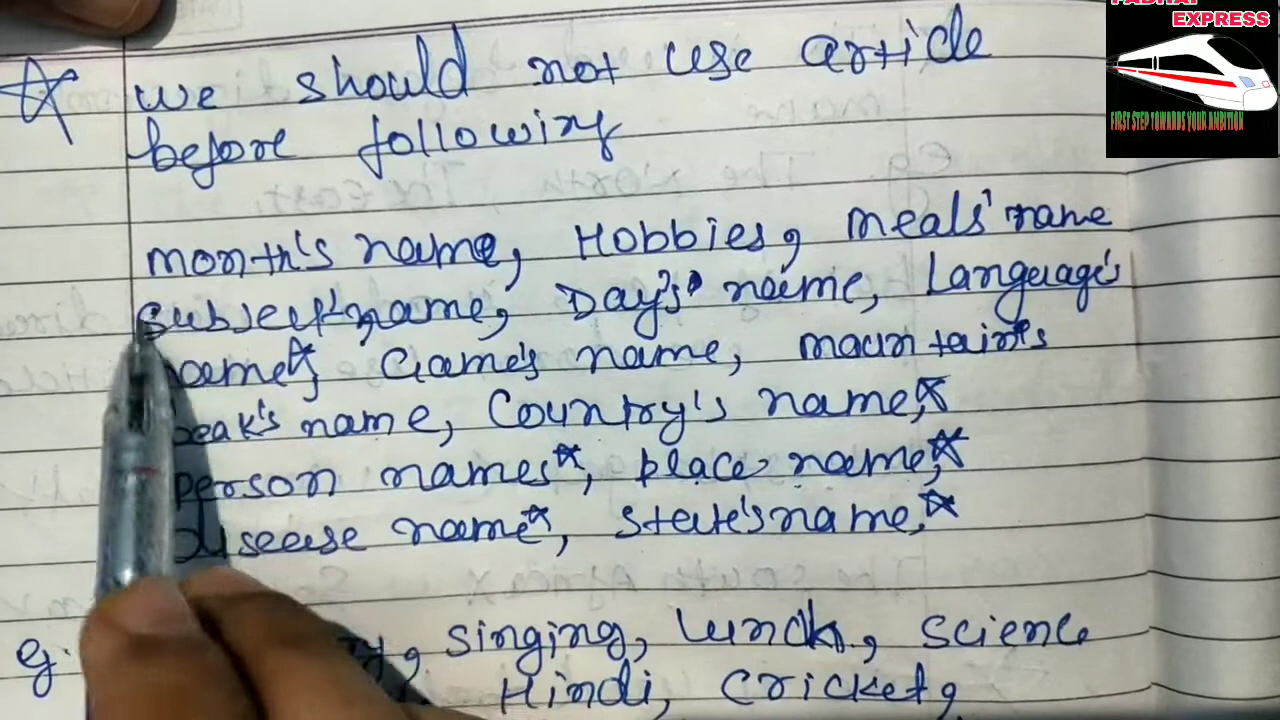 PADHAI
EXPRESS
FIRST STEP TOWARDS YOUR AMBITION
we should not use article
before following
month's name, Hobbies, meals' name
subject name, Day's' name, Language's
name*, Game's name, mountain's
peak's name, Country's name,*
person names*, place name,*
disease name*, state's name,*
eg. singing, lunch, science
Hindi, cricket,